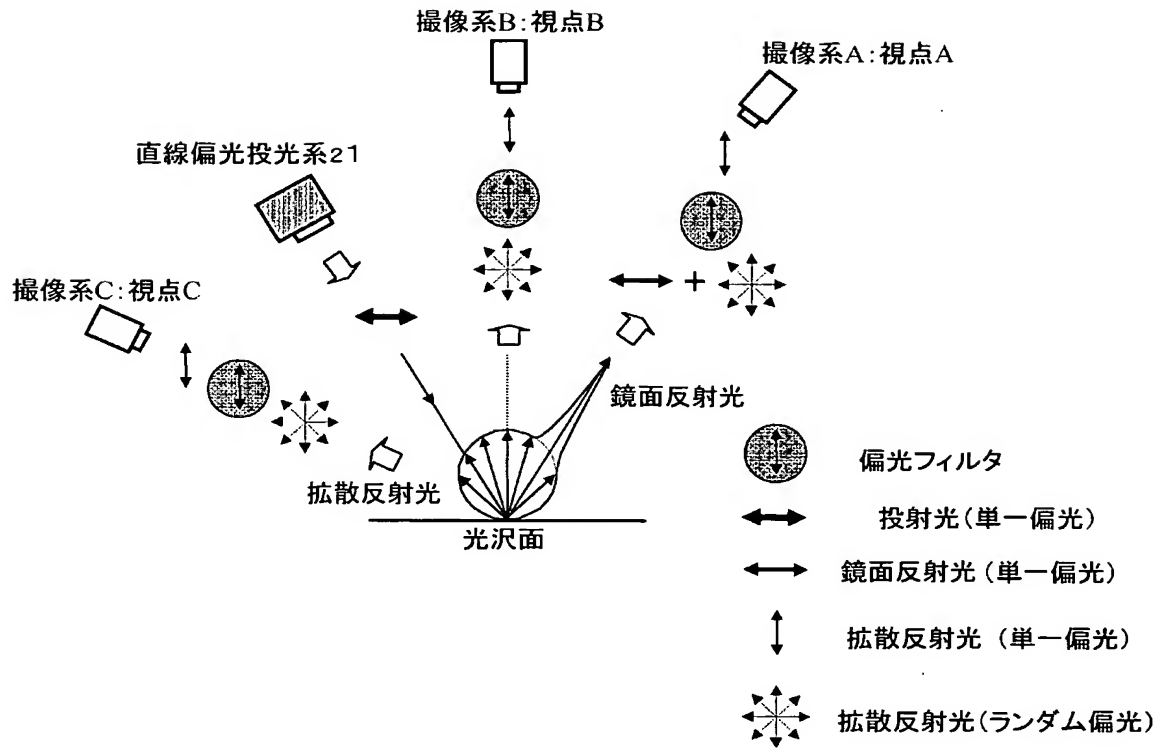 撮像系B:視点B
撮像系A:視点A
直線偏光投光系21
撮像系C:視点C
+
鏡面反射光
拡散反射光
光沢面
偏光フィルタ
投射光(単一偏光)
鏡面反射光(単一偏光)
拡散反射光 (単一偏光)
拡散反射光(ランダム偏光)